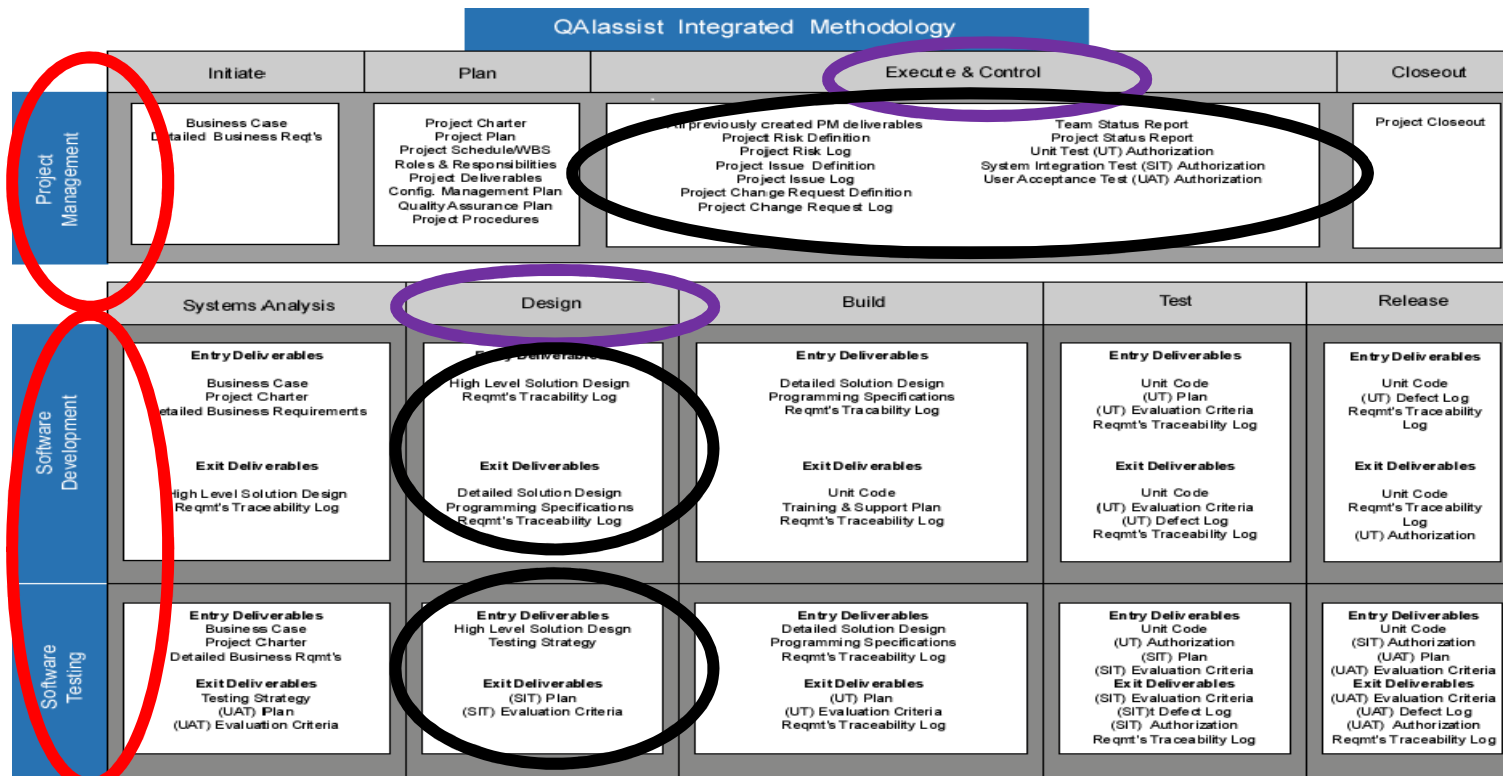 QAIassist Integrated Methodology
Initiate
Plan
Execute & Control
Closeout
Project
Management
Business Case
Detailed Business Reqt's
Project Charter
Project Plan
Project Schedule/WBS
Roles & Responsibilities
Project Deliverables
Config. Management Plan
Quality Assurance Plan
Project Procedures
All previously created PM deliverables
Project Risk Definition
Project Risk Log
Project Issue Definition
Project Issue Log
Project Change Request Definition
Project Change Request Log
Team Status Report
Project Status Report
Unit Test (UT) Authorization
System Integration Test (SIT) Authorization
User Acceptance Test (UAT) Authorization
Project Closeout
Systems Analysis
Design
Build
Test
Release
Software
Development
Entry Deliverables
Business Case
Project Charter
Detailed Business Requirements
Exit Deliverables
High Level Solution Design
Reqmt's Traceability Log
Entry Deliverables
High Level Solution Design
Reqmt's Tracability Log
Exit Deliverables
Detailed Solution Design
Programming Specifications
Reqmt's Traceability Log
Entry Deliverables
Detailed Solution Design
Programming Specifications
Reqmt's Tracability Log
Exit Deliverables
Unit Code
Training & Support Plan
Reqmt's Traceability Log
Entry Deliverables
Unit Code
(UT) Plan
(UT) Evaluation Criteria
Reqmt's Traceability Log
Exit Deliverables
Unit Code
(UT) Evaluation Criteria
(UT) Defect Log
Reqmt's Traceability Log
Entry Deliverables
Unit Code
(UT) Defect Log
Reqmt's Traceability
Log
Exit Deliverables
Unit Code
Reqmt's Traceability
Log
(UT) Authorization
Software
Testing
Entry Deliverables
Business Case
Project Charter
Detailed Business Rqmt's
Exit Deliverables
Testing Strategy
(UAT) Plan
(UAT) Evaluation Criteria
Entry Deliverables
High Level Solution Design
Testing Strategy
Exit Deliverables
(SIT) Plan
(SIT) Evaluation Criteria
Entry Deliverables
Detailed Solution Design
Programming Specifications
Reqmt's Traceability Log
Exit Deliverables
(UT) Plan
(UT) Evaluation Criteria
Reqmt's Traceability Log
Entry Deliverables
Unit Code
(UT) Authorization
(SIT) Plan
(SIT) Evaluation Criteria
Exit Deliverables
(SIT) Evaluation Criteria
(SIT)t Defect Log
(SIT) Authorization
Reqmt's Traceability Log
Entry Deliverables
Unit Code
(SIT) Authorization
(UAT) Plan
(UAT) Evaluation Criteria
Exit Deliverables
(UAT) Evaluation Criteria
(UAT) Defect Log
(UAT) Authorization
Reqmt's Traceability Log